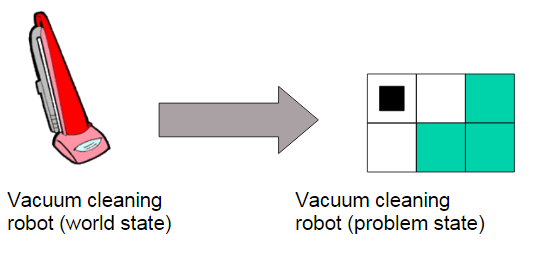 Vacuum cleaning
robot (world state)
Vacuum cleaning
robot (problem state)